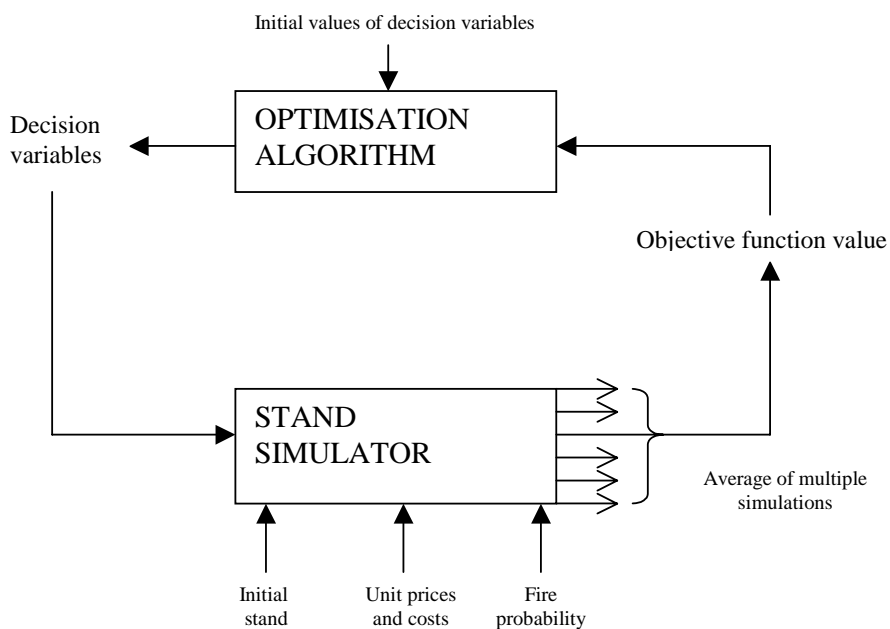 Initial values of decision variables
OPTIMISATION
ALGORITHM
Decision
variables
Objective function value
STAND
SIMULATOR
Average of multiple
simulations
Initial
stand
Unit prices
and costs
Fire
probability